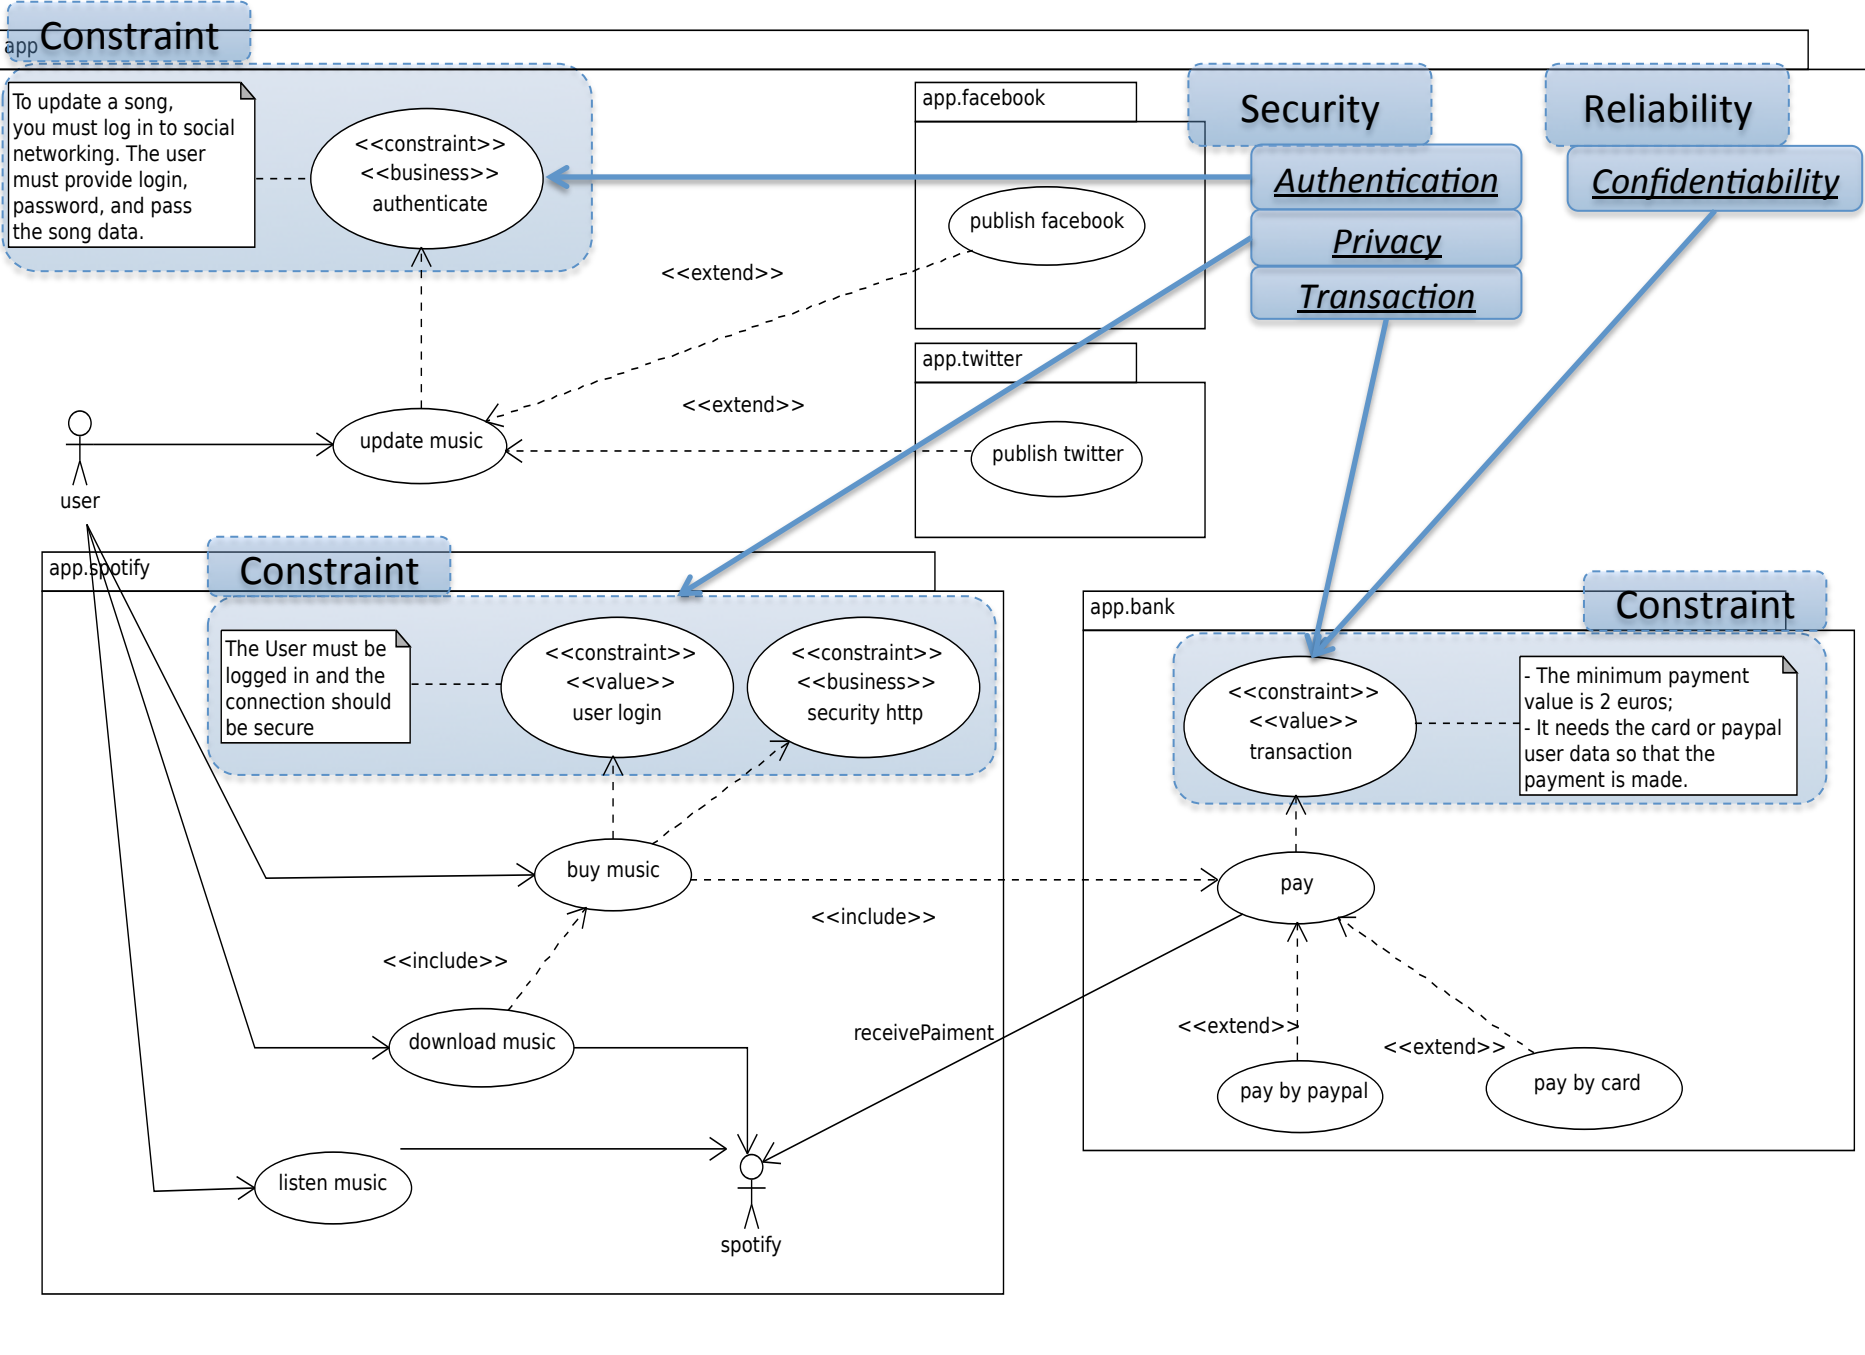 Constraint
app
To update a song,
you must log in to social
networking. The user
must provide login,
password, and pass
the song data.
<<constraint>>
<<business>>
authenticate
app.facebook
publish facebook
Security
Authentication
Privacy
Transaction
Reliability
Confidentiability
<<extend>>
<<extend>>
app.twitter
publish twitter
update music
user
app.spotify
Constraint
The User must be
logged in and the
connection should
be secure
<<constraint>>
<<value>>
user login
<<constraint>>
<<business>>
security http
app.bank
Constraint
<<constraint>>
<<value>>
transaction
- The minimum payment
value is 2 euros;
- It needs the card or paypal
user data so that the
payment is made.
buy music
<<include>>
pay
<<include>>
download music
receivePaiment
<<extend>>
<<extend>>
pay by paypal
pay by card
listen music
spotify